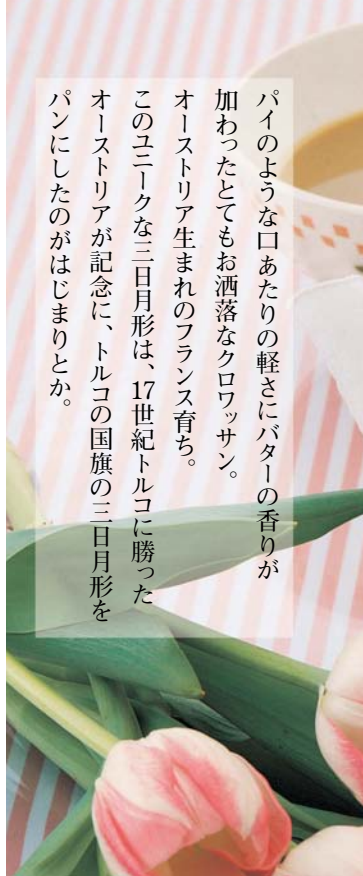 パイのような口あたりの軽さにバターの香りが
加わったとてもお洒落なクロワッサン。
オーストリア生まれのフランス育ち。
このユニークな三日月形は、17世紀トルコに勝った
オーストリアが記念に、トルコの国旗の三日月形を
パンにしたのがはじまりとか。